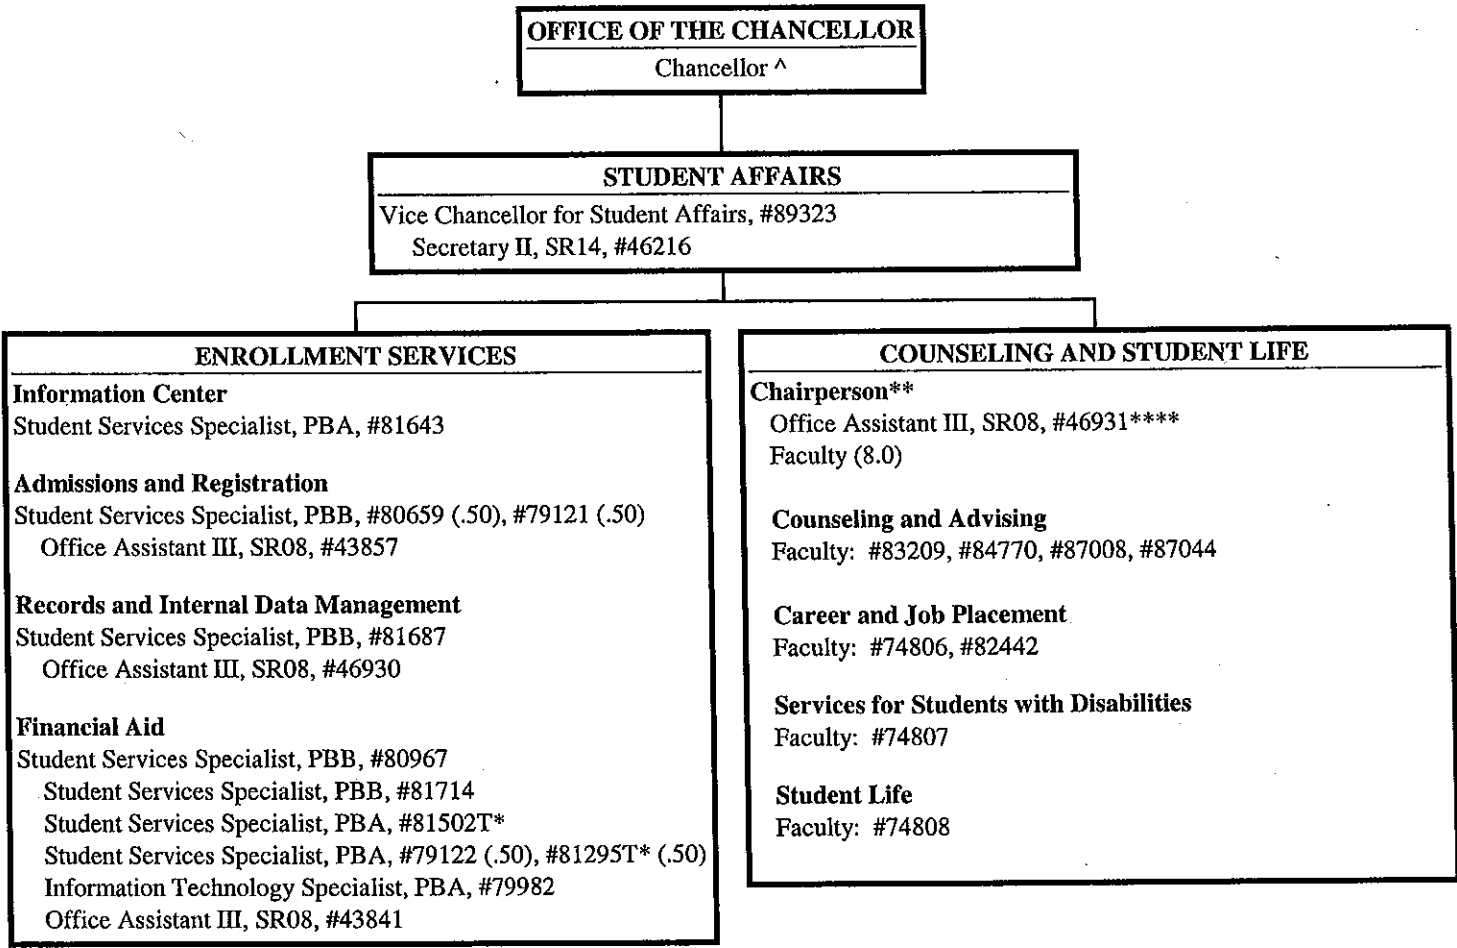 OFFICE OF THE CHANCELLOR
Chancellor ^
STUDENT AFFAIRS
Vice Chancellor for Student Affairs, #89323
Secretary II, SR14, #46216
ENROLLMENT SERVICES
Information Center
Student Services Specialist, PBA, #81643
Admissions and Registration
Student Services Specialist, PBB, #80659 (.50), #79121 (.50)
Office Assistant III, SR08, #43857
Records and Internal Data Management
Student Services Specialist, PBB, #81687
Office Assistant III, SR08, #46930
Financial Aid
Student Services Specialist, PBB, #80967
Student Services Specialist, PBB, #81714
Student Services Specialist, PBA, #81502T*
Student Services Specialist, PBA, #79122 (.50), #81295T* (.50)
Information Technology Specialist, PBA, #79982
Office Assistant III, SR08, #43841
COUNSELING AND STUDENT LIFE
Chairperson**
Office Assistant III, SR08, #46931****
Faculty (8.0)
Counseling and Advising
Faculty: #83209, #84770, #87008, #87044
Career and Job Placement
Faculty: #74806, #82442
Services for Students with Disabilities
Faculty: #74807
Student Life
Faculty: #74808